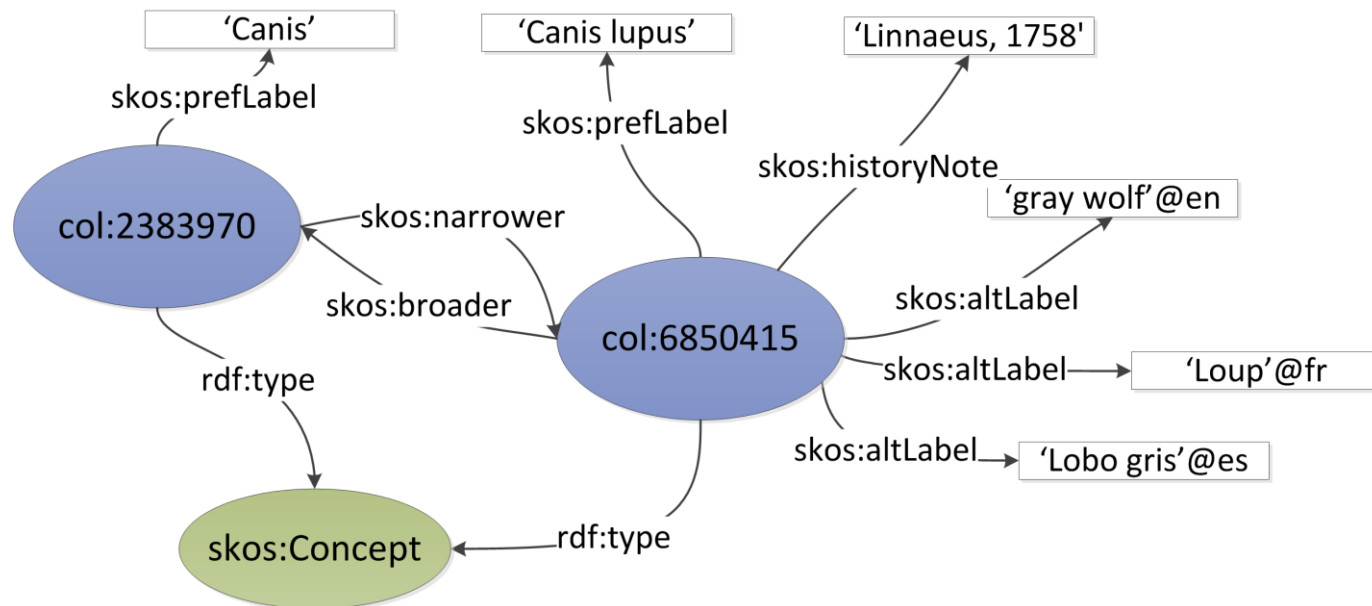 ‘Canis’
‘Canis lupus’
‘Linnaeus, 1758'
skos:prefLabel
skos:prefLabel
skos:historyNote
‘gray wolf’@en
col:2383970
skos:narrower
skos:broader
skos:altLabel
col:6850415
rdf:type
skos:altLabel
‘Loup’@fr
skos:altLabel
‘Lobo gris’@es
skos:Concept
rdf:type